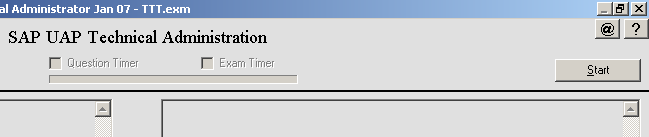 al Administrator Jan 07 - TTT.exm
SAP UAP Technical Administration
@ ?
Question Timer Exam Timer
Start